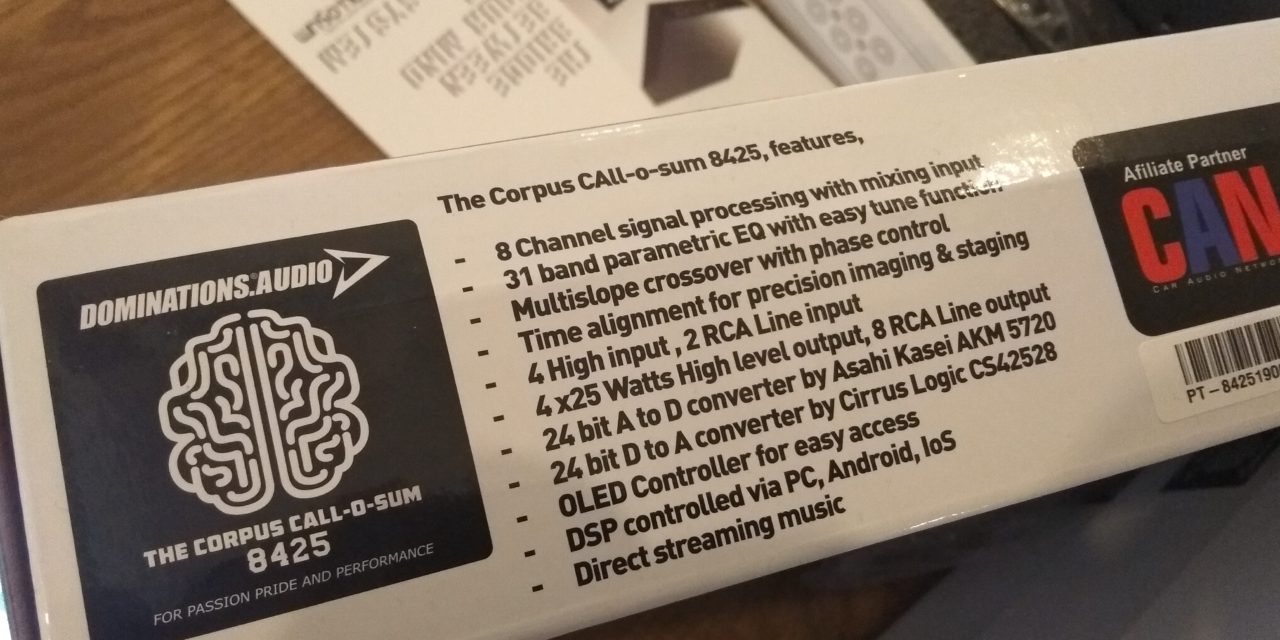 The Corpus CAll-o-sum 8425, features,
- 8 Channel signal processing with mixing input
- 31 band parametric EQ with easy tune function
- Multislope crossover with phase control
- Time alignment for precision imaging & staging
- 4 High input , 2 RCA Line input
- 4 x25 Watts High level output, 8 RCA Line output
- 24 bit A to D converter by Asahi Kasei AKM 5720
- 24 bit D to A converter by Cirrus Logic CS42528
- OLED Controller for easy access
- DSP controlled via PC, Android, IoS
- Direct streaming music
DOMINATIONS.AUDIO
THE CORPUS CALL-O-SUM
8425
FOR PASSION PRIDE AND PERFORMANCE
Afiliate Partner
CAN
CAR AUDIO